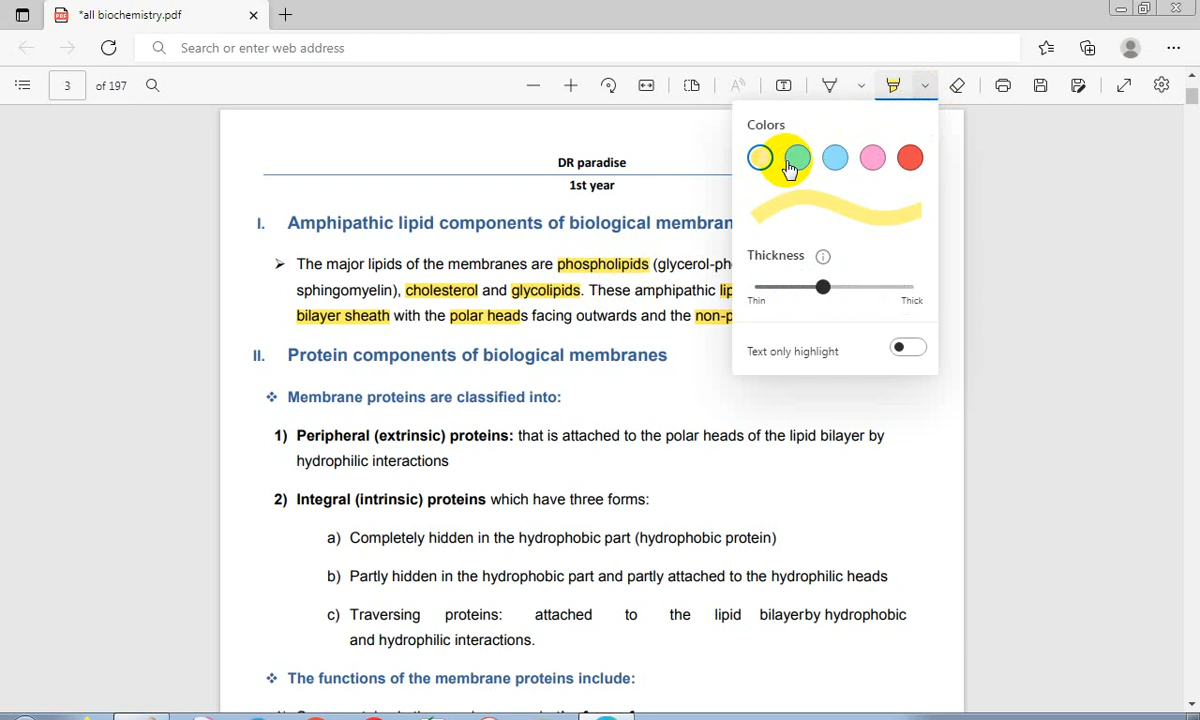 *all biochemistry.pdf
Search or enter web address
3 of 197
Colors
Thickness
Thin Thick
Text only highlight
DR paradise
1st year
I. Amphipathic lipid components of biological membran
➢ The major lipids of the membranes are phospholipids (glycerol-ph
sphingomyelin), cholesterol and glycolipids. These amphipathic lip
bilayer sheath with the polar heads facing outwards and the non-p
II. Protein components of biological membranes
❖ Membrane proteins are classified into:
1) Peripheral (extrinsic) proteins: that is attached to the polar heads of the lipid bilayer by
hydrophilic interactions
2) Integral (intrinsic) proteins which have three forms:
a) Completely hidden in the hydrophobic part (hydrophobic protein)
b) Partly hidden in the hydrophobic part and partly attached to the hydrophilic heads
c) Traversing proteins: attached to the lipid bilayerby hydrophobic
and hydrophilic interactions.
❖ The functions of the membrane proteins include: